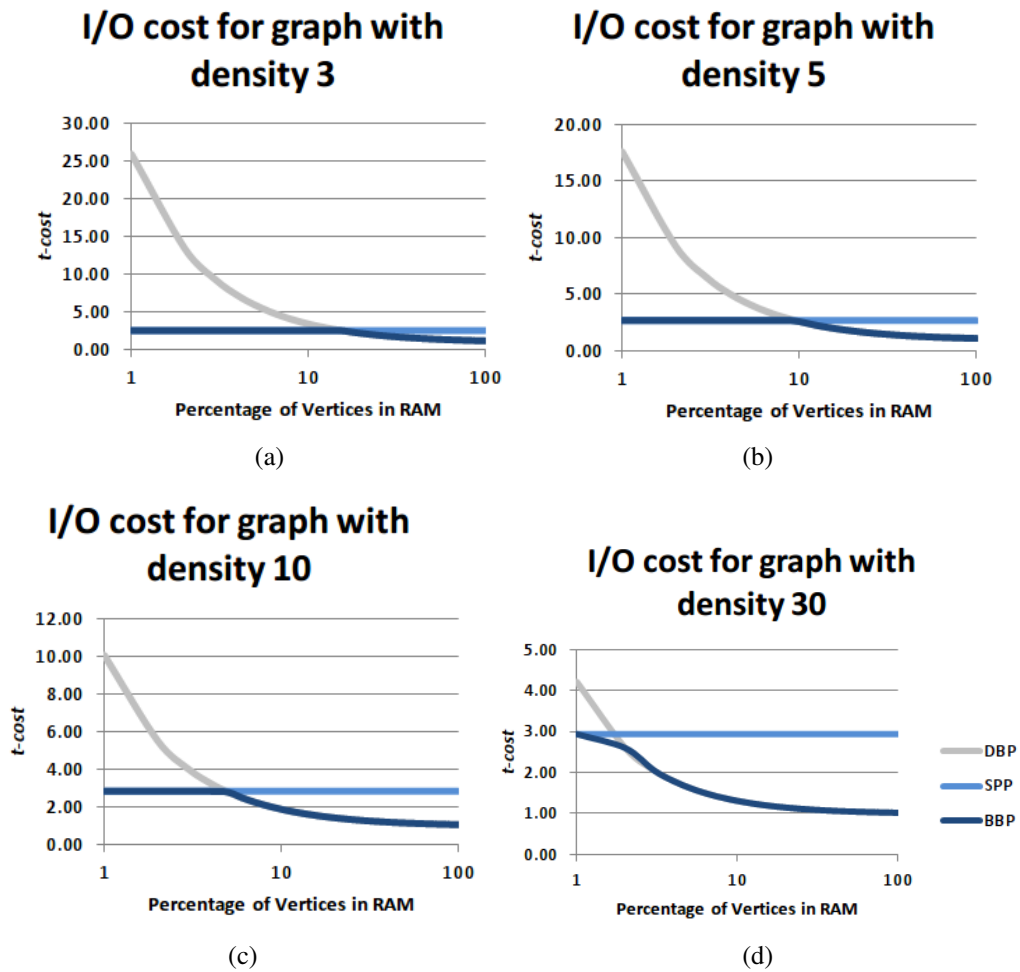 I/O cost for graph with
density 3
30.00
25.00
20.00
15.00
10.00
5.00
0.00
t-cost
1
10
100
Percentage of Vertices in RAM
(a)
I/O cost for graph with
density 5
20.00
15.00
10.00
5.00
0.00
t-cost
1
10
100
Percentage of Vertices in RAM
(b)
I/O cost for graph with
density 10
12.00
10.00
8.00
6.00
4.00
2.00
0.00
t-cost
1
10
100
Percentage of Vertices in RAM
(c)
I/O cost for graph with
density 30
5.00
4.00
3.00
2.00
1.00
0.00
t-cost
1
10
100
Percentage of Vertices in RAM
DBP
SPP
BBP
(d)